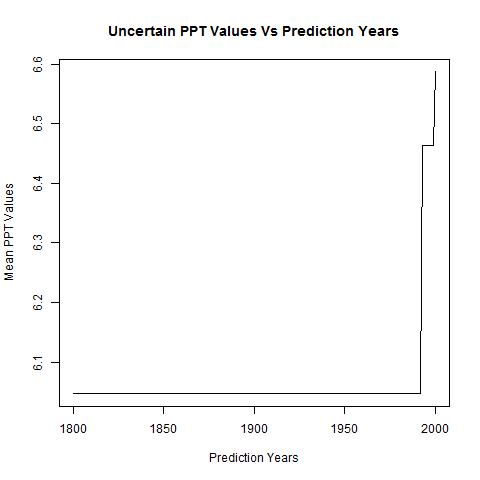 Uncertain PPT Values Vs Prediction Years
6.6
6.5
6.4
6.3
6.2
6.1
Mean PPT Values
1800 1850 1900 1950 2000
Prediction Years